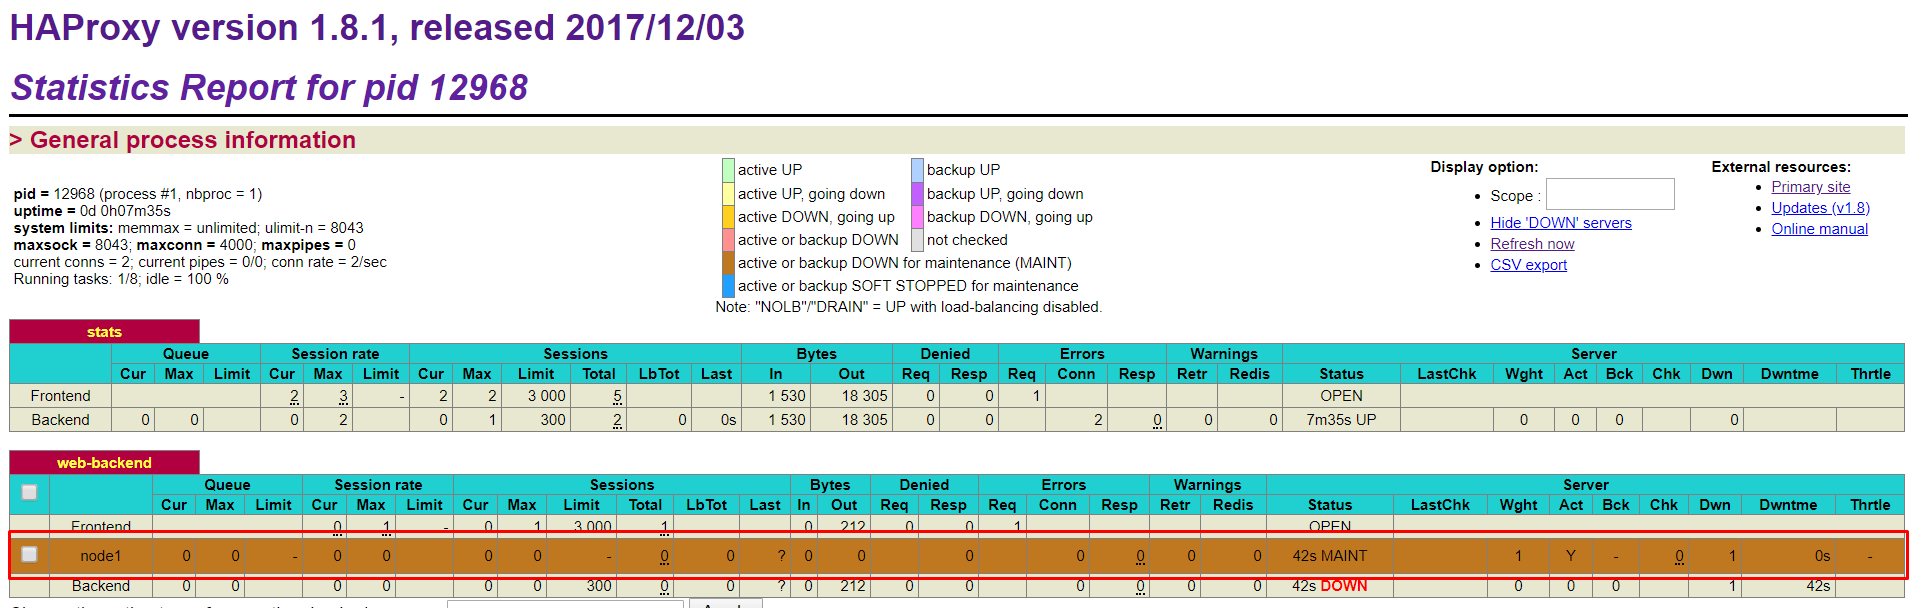 HAProxy version 1.8.1, released 2017/12/03
Statistics Report for pid 12968
> General process information
pid = 12968 (process #1, nbproc = 1)
uptime = 0d 0h07m35s
system limits: memmax = unlimited; ulimit-n = 8043
maxsock = 8043; maxconn = 4000; maxpipes = 0
current conns = 2; current pipes = 0/0; conn rate = 2/sec
Running tasks: 1/8; idle = 100 %
active UP backup UP
active UP, going down backup UP, going down
active DOWN, going up backup DOWN, going up
active or backup DOWN not checked
active or backup DOWN for maintenance (MAINT)
active or backup SOFT STOPPED for maintenance
Note: "NOLB"/"DRAIN" = UP with load-balancing disabled.
Display option:
Scope :
Hide 'DOWN' servers
Refresh now
CSV export
External resources:
Primary site
Updates (v1.8)
Online manual
stats
Queue Session rate Sessions Bytes Denied Errors Warnings Server
Cur Max Limit Cur Max Limit Cur Max Limit Total LbTot Last In Out Req Resp Req Conn Resp Retr Redis Status LastChk Wght Act Bck Chk Dwn Dwntme Thrtle
Frontend 2 3 - 2 2 3 000 5 1 530 18 305 0 0 1 OPEN
Backend 0 0 0 2 0 1 300 2 0 0s 1 530 18 305 0 0 2 0 0 0 7m35s UP 0 0 0 0
web-backend
Queue Session rate Sessions Bytes Denied Errors Warnings Server
Cur Max Limit Cur Max Limit Cur Max Limit Total LbTot Last In Out Req Resp Req Conn Resp Retr Redis Status LastChk Wght Act Bck Chk Dwn Dwntme Thrtle
Frontend 0 1 - 0 1 3 000 1 0 212 0 0 1 OPEN
node1 0 0 - 0 0 0 0 - 0 0 ? 0 0 0 0 0 0 0 42s MAINT 1 Y - 0 1 0s -
Backend 0 0 0 0 0 0 300 0 0 ? 0 212 0 0 0 0 0 0 42s DOWN 0 0 0 1 42s